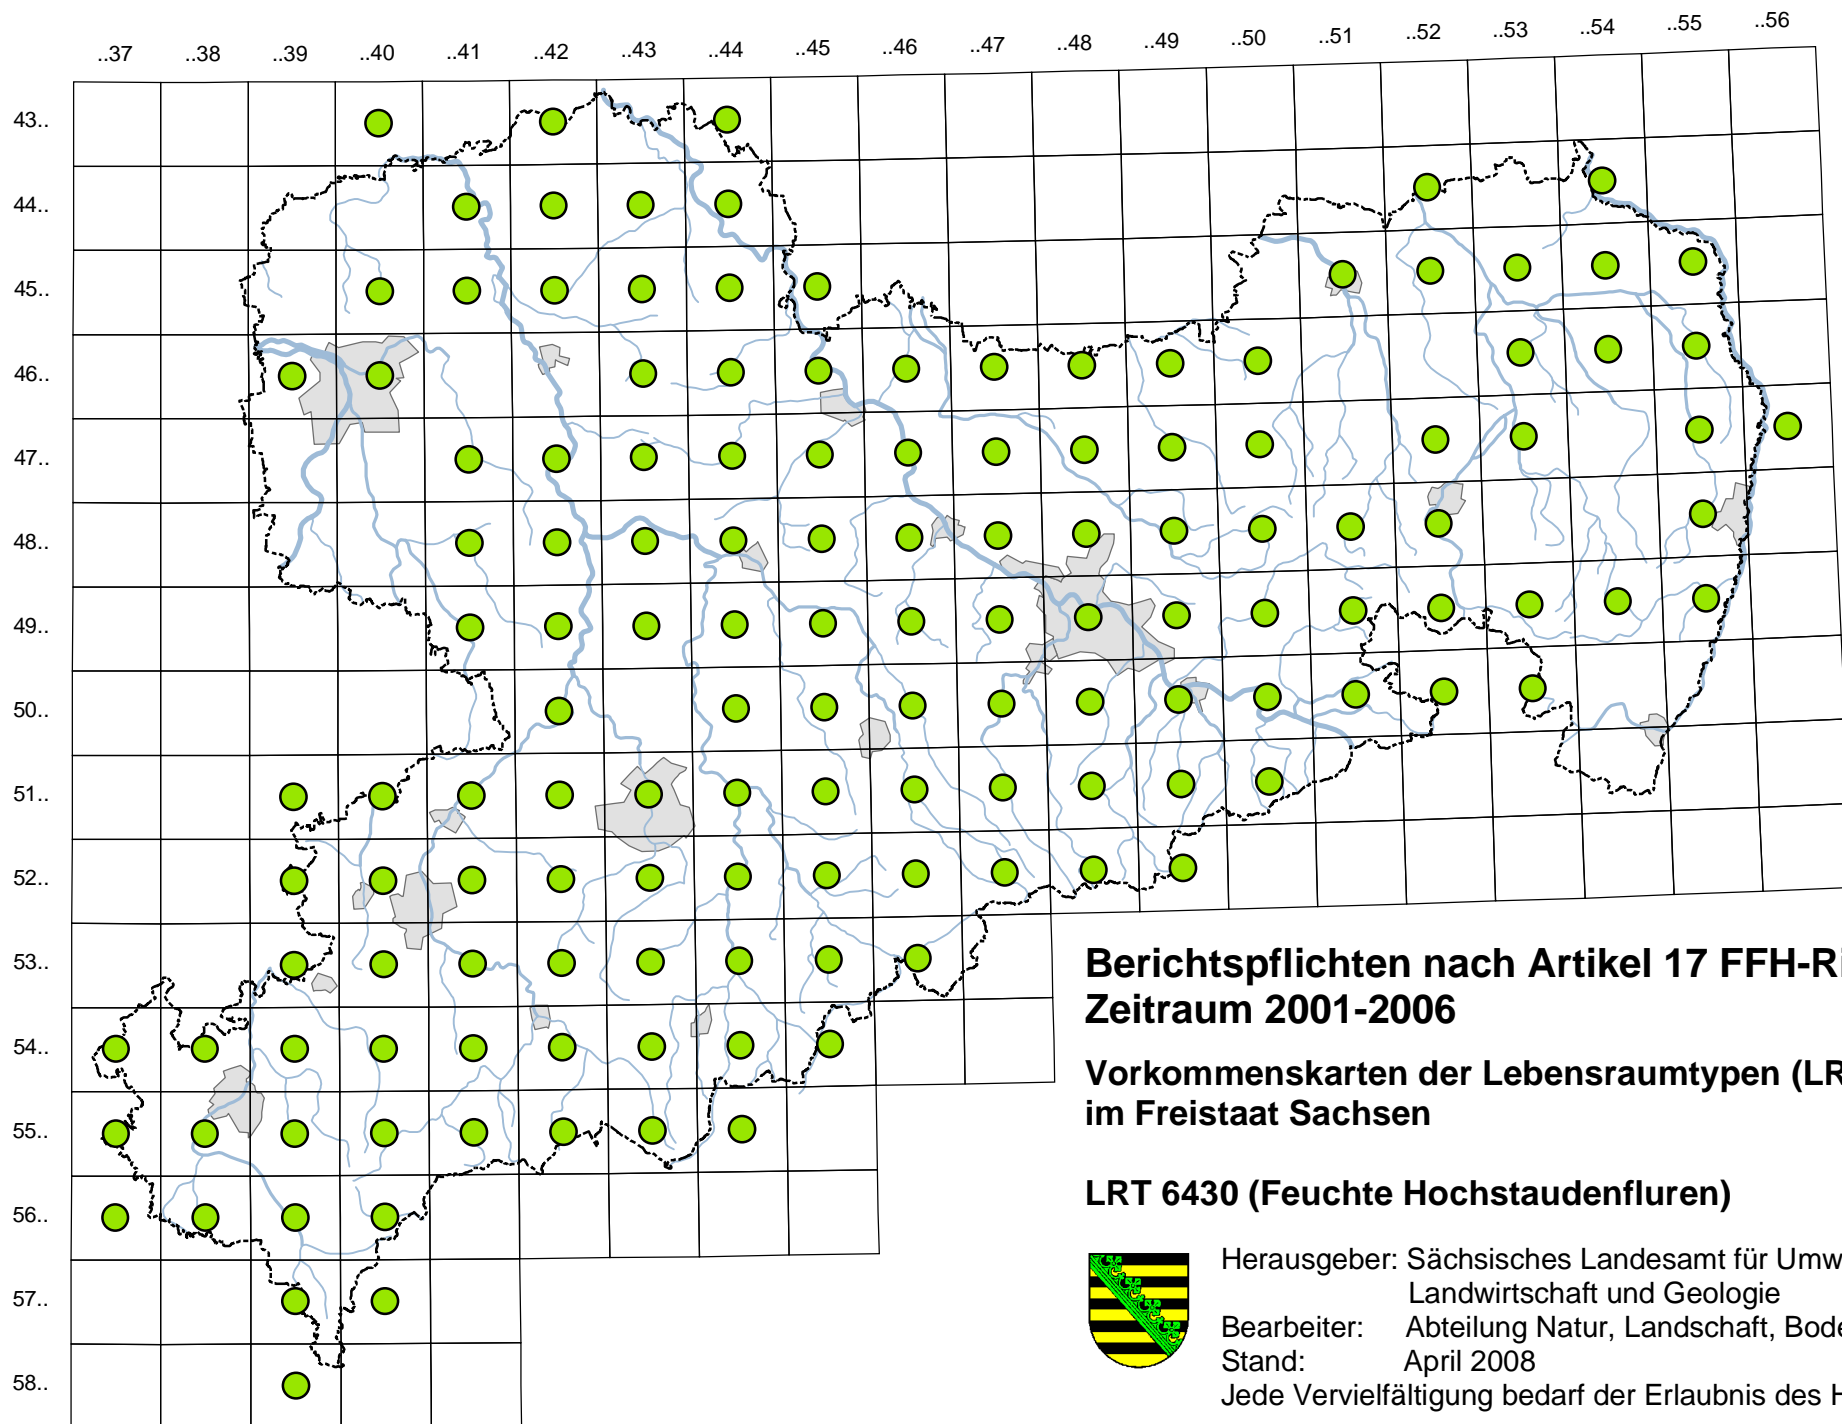 ..37 ..38 ..39 ..40 ..41 ..42 ..43 ..44 ..45 ..46 ..47 ..48 ..49 ..50 ..51 ..52 ..53 ..54 ..55 ..56
43..
44..
45..
46..
47..
48..
49..
50..
51..
52..
53..
54..
55..
56..
57..
58..
Berichtspflichten nach Artikel 17 FFH-Ri
Zeitraum 2001-2006
Vorkommenskarten der Lebensraumtypen (LR
im Freistaat Sachsen
LRT 6430 (Feuchte Hochstaudenfluren)
Herausgeber: Sächsisches Landesamt für Umw
Landwirtschaft und Geologie
Bearbeiter: Abteilung Natur, Landschaft, Bode
Stand: April 2008
Jede Vervielfältigung bedarf der Erlaubnis des H